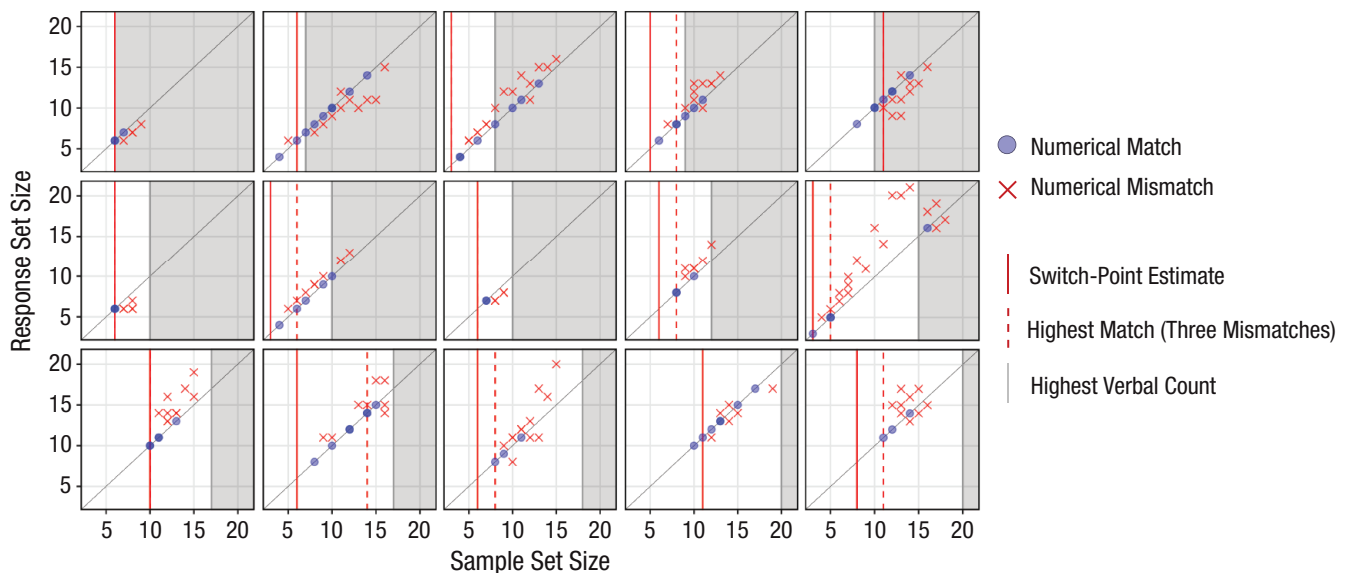 Response Set Size
20
15
10
5
20
15
10
5
20
15
10
5
5 10 15 20 5 10 15 20 5 10 15 20 5 10 15 20 5 10 15 20
Sample Set Size
Numerical Match
Numerical Mismatch
Switch-Point Estimate
Highest Match (Three Mismatches)
Highest Verbal Count